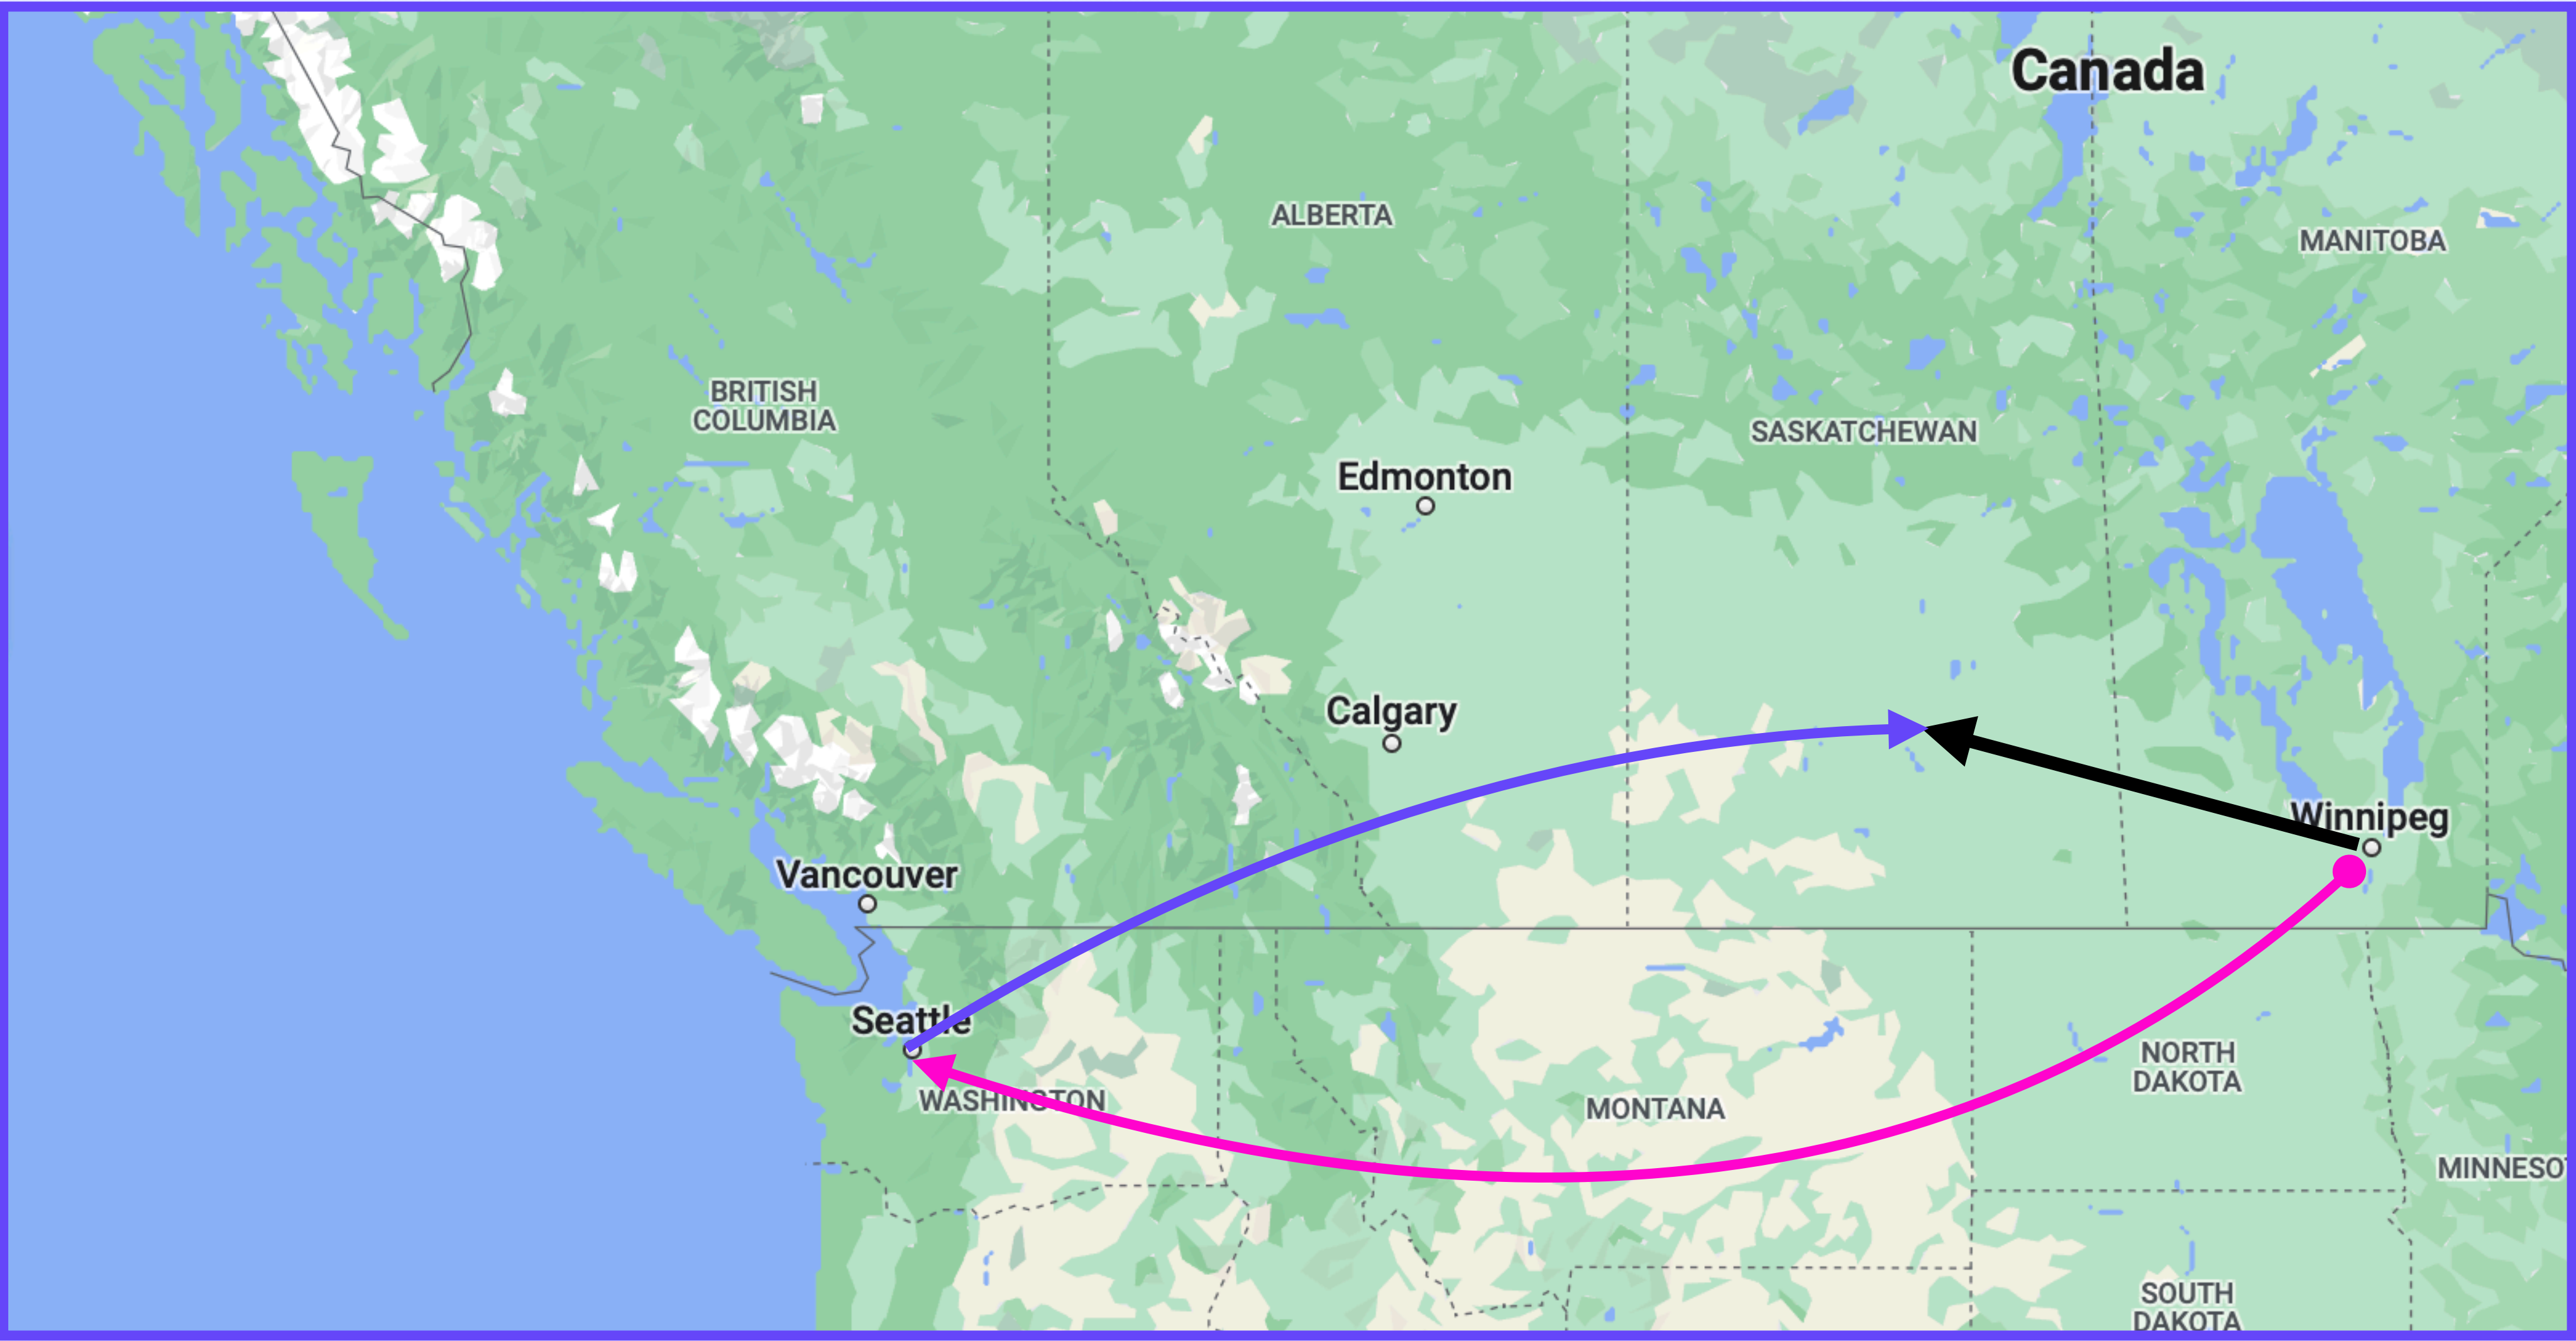 Canada
ALBERTA
MANITOBA
BRITISH
COLUMBIA
SASKATCHEWAN
Edmonton
Calgary
Winnipeg
Vancouver
Seattle
WASHINGTON
MONTANA
NORTH
DAKOTA
MINNESO
SOUTH
DAKOTA